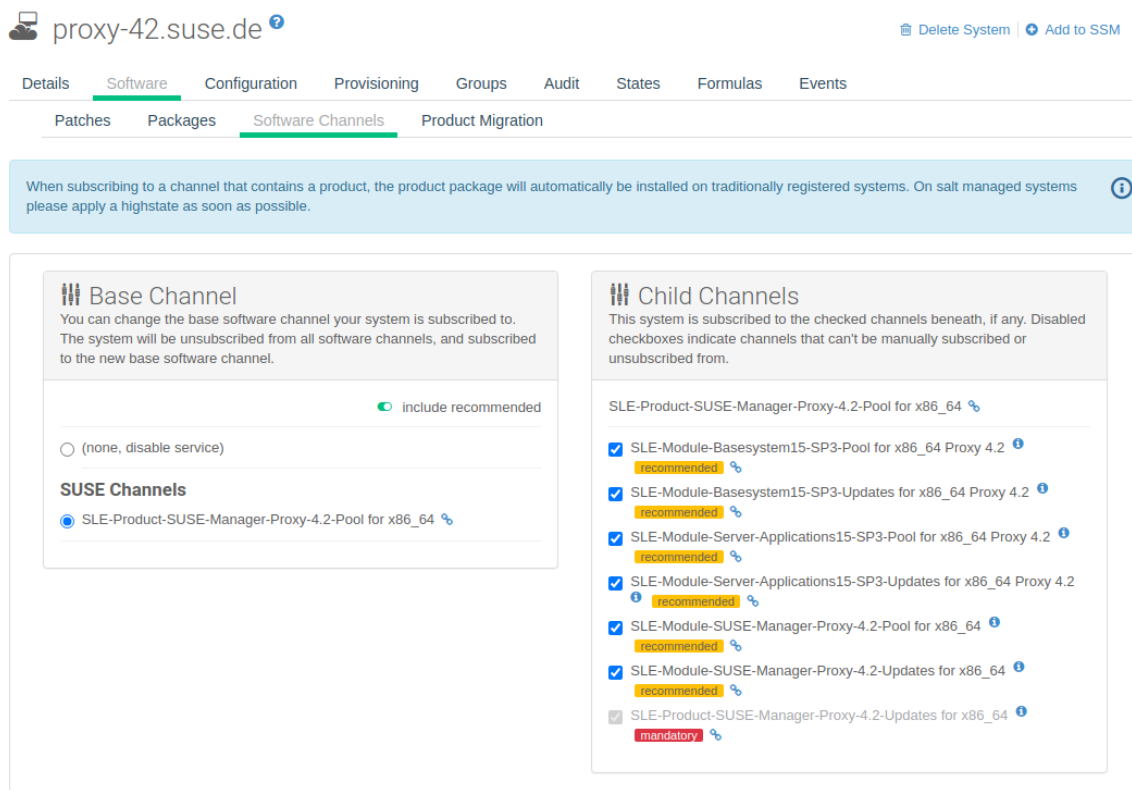 proxy-42.suse.de ?
Delete System | Add to SSM
Details Software Configuration Provisioning Groups Audit States Formulas Events
Patches Packages Software Channels Product Migration
When subscribing to a channel that contains a product, the product package will automatically be installed on traditionally registered systems. On salt managed systems
please apply a highstate as soon as possible.
Base Channel
You can change the base software channel your system is subscribed to.
The system will be unsubscribed from all software channels, and subscribed
to the new base software channel.
include recommended
(none, disable service)
SUSE Channels
SLE-Product-SUSE-Manager-Proxy-4.2-Pool for x86_64
Child Channels
This system is subscribed to the checked channels beneath, if any. Disabled
checkboxes indicate channels that can't be manually subscribed or
unsubscribed from.
SLE-Product-SUSE-Manager-Proxy-4.2-Pool for x86_64
SLE-Module-Basesystem15-SP3-Pool for x86_64 Proxy 4.2
recommended
SLE-Module-Basesystem15-SP3-Updates for x86_64 Proxy 4.2
recommended
SLE-Module-Server-Applications15-SP3-Pool for x86_64 Proxy 4.2
recommended
SLE-Module-Server-Applications15-SP3-Updates for x86_64 Proxy 4.2
recommended
SLE-Module-SUSE-Manager-Proxy-4.2-Pool for x86_64
recommended
SLE-Module-SUSE-Manager-Proxy-4.2-Updates for x86_64
recommended
SLE-Product-SUSE-Manager-Proxy-4.2-Updates for x86_64
mandatory